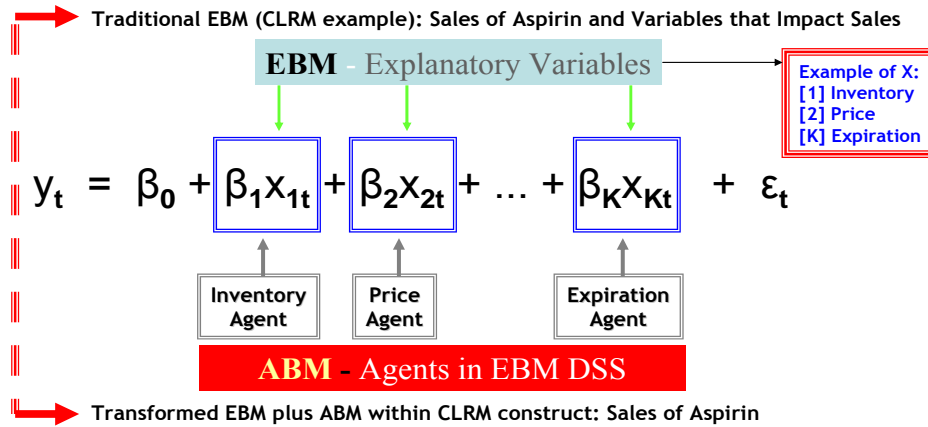 Traditional EBM (CLRM example): Sales of Aspirin and Variables that Impact Sales
EBM - Explanatory Variables
Example of X:
[1] Inventory
[2] Price
[K] Expiration
yₜ = β₀ + β₁x₁ₜ + β₂x₂ₜ + ... + β_Kx_Kt + εₜ
Inventory
Agent
Price
Agent
Expiration
Agent
ABM - Agents in EBM DSS
Transformed EBM plus ABM within CLRM construct: Sales of Aspirin